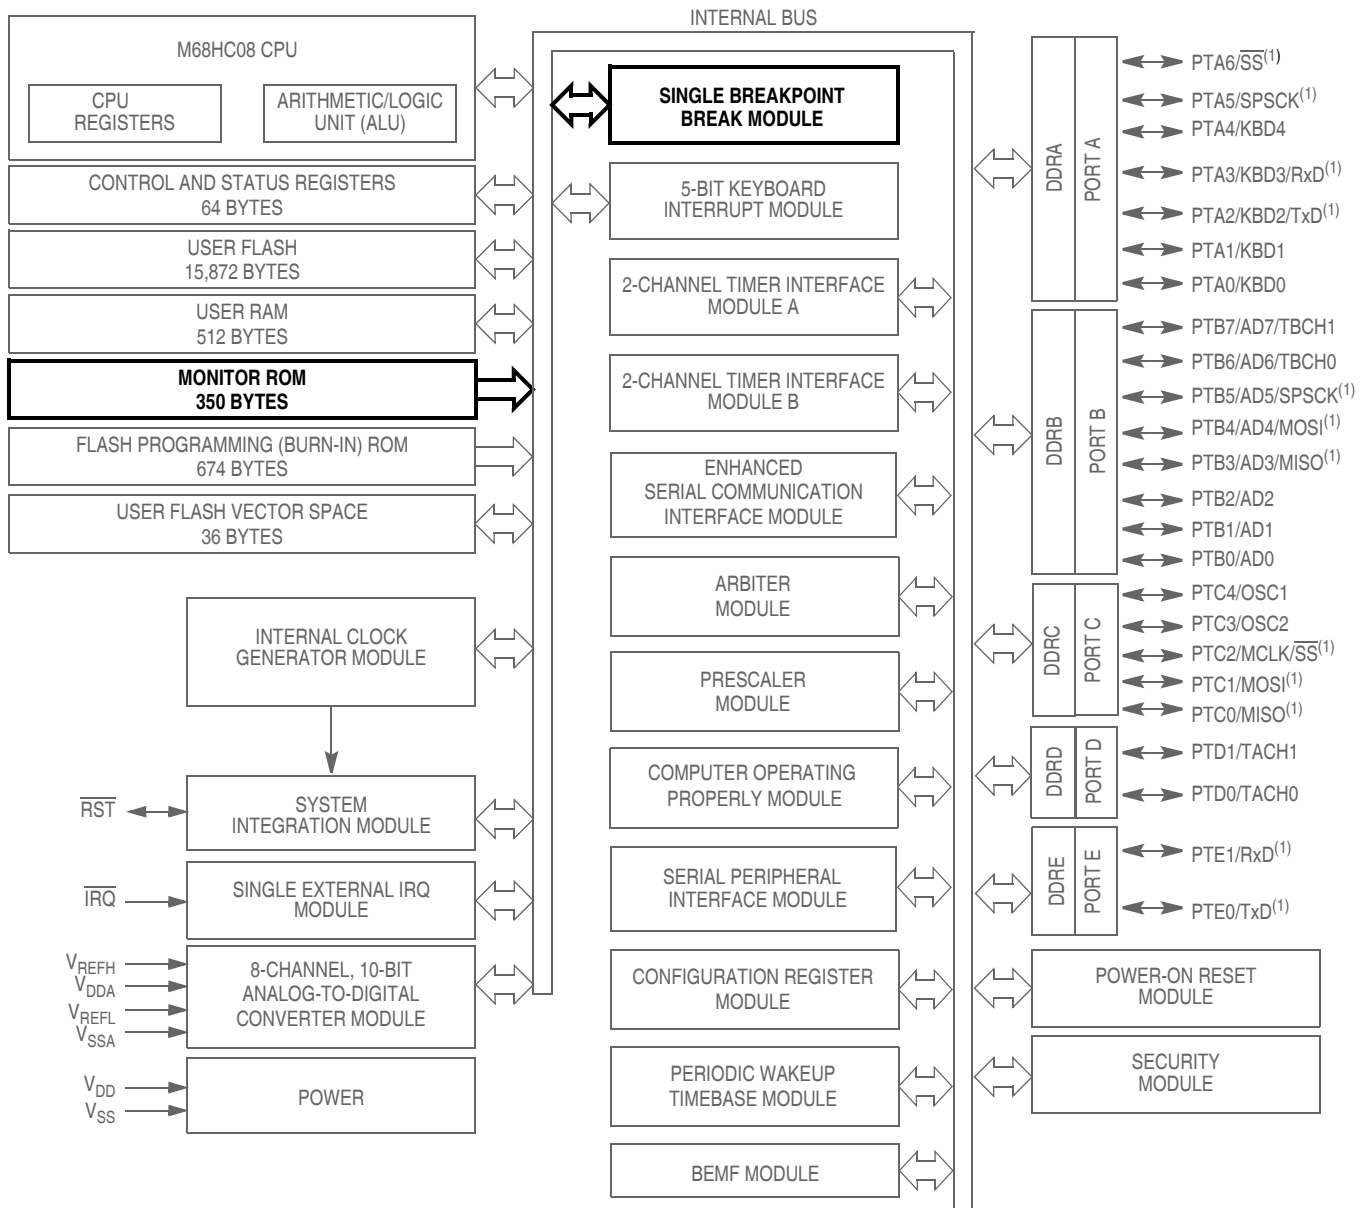 INTERNAL BUS
M68HC08 CPU
CPU
REGISTERS
ARITHMETIC/LOGIC
UNIT (ALU)
CONTROL AND STATUS REGISTERS
64 BYTES
USER FLASH
15,872 BYTES
USER RAM
512 BYTES
MONITOR ROM
350 BYTES
FLASH PROGRAMMING (BURN-IN) ROM
674 BYTES
USER FLASH VECTOR SPACE
36 BYTES
INTERNAL CLOCK
GENERATOR MODULE
RST
SYSTEM
INTEGRATION MODULE
IRQ
SINGLE EXTERNAL IRQ
MODULE
VREFH
VDDA
VREFL
VSSA
8-CHANNEL, 10-BIT
ANALOG-TO-DIGITAL
CONVERTER MODULE
VDD
VSS
POWER
SINGLE BREAKPOINT
BREAK MODULE
5-BIT KEYBOARD
INTERRUPT MODULE
2-CHANNEL TIMER INTERFACE
MODULE A
2-CHANNEL TIMER INTERFACE
MODULE B
ENHANCED
SERIAL COMMUNICATION
INTERFACE MODULE
ARBITER
MODULE
PRESCALER
MODULE
COMPUTER OPERATING
PROPERLY MODULE
SERIAL PERIPHERAL
INTERFACE MODULE
CONFIGURATION REGISTER
MODULE
PERIODIC WAKEUP
TIMEBASE MODULE
BEMF MODULE
DDRA
PORT A
PTA6/SS(1)
PTA5/SPSCK(1)
PTA4/KBD4
PTA3/KBD3/RxD(1)
PTA2/KBD2/TxD(1)
PTA1/KBD1
PTA0/KBD0
DDRB
PORT B
PTB7/AD7/TBCH1
PTB6/AD6/TBCH0
PTB5/AD5/SPSCK(1)
PTB4/AD4/MOSI(1)
PTB3/AD3/MISO(1)
PTB2/AD2
PTB1/AD1
PTB0/AD0
DDRC
PORT C
PTC4/OSC1
PTC3/OSC2
PTC2/MCLK/SS(1)
PTC1/MOSI(1)
PTC0/MISO(1)
DDRD
PORT D
PTD1/TACH1
PTD0/TACH0
DDRE
PORT E
PTE1/RxD(1)
PTE0/TxD(1)
POWER-ON RESET
MODULE
SECURITY
MODULE